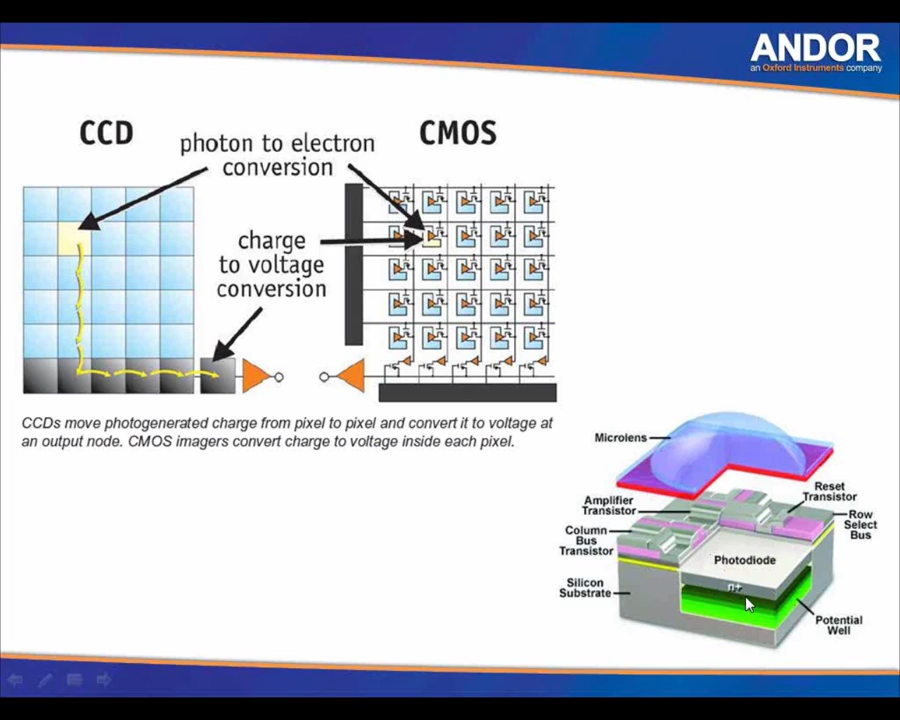 ANDOR
an Oxford Instruments company
CCD
photon to electron
conversion
CMOS
charge
to voltage
conversion
CCDs move photogenerated charge from pixel to pixel and convert it to voltage at
an output node. CMOS imagers convert charge to voltage inside each pixel.
Microlens
Amplifier
Transistor
Reset
Transistor
Row
Select
Bus
Column
Bus
Transistor
Photodiode
n+
Silicon
Substrate
Potential
Well